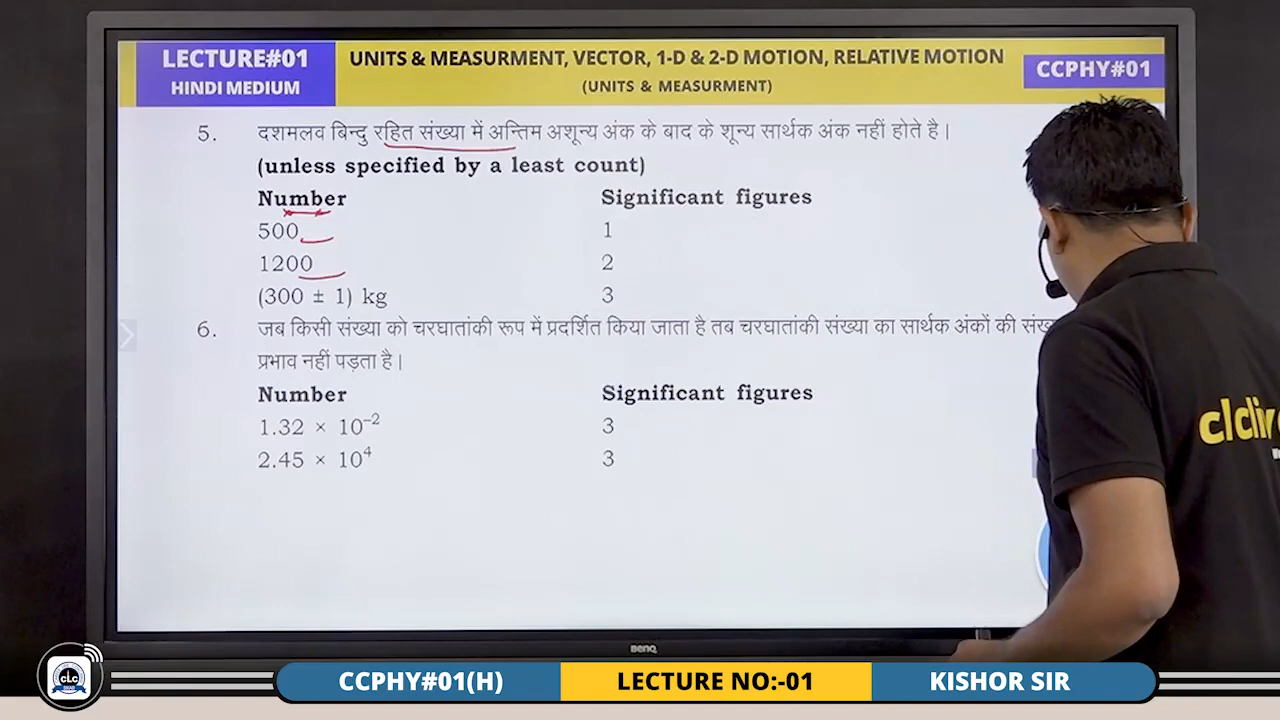 LECTURE#01
HINDI MEDIUM
UNITS & MEASURMENT, VECTOR, 1-D & 2-D MOTION, RELATIVE MOTION
(UNITS & MEASURMENT)
CCPHY#01
5. दशमलव बिन्दु रहित संख्या में अन्तिम अशून्य अंक के बाद के शून्य सार्थक अंक नहीं होते है।
(unless specified by a least count)
Number Significant figures
500 1
1200 2
(300 ± 1) kg 3
6. जब किसी संख्या को चरघातांकी रूप में प्रदर्शित किया जाता है तब चरघातांकी संख्या का सार्थक अंकों की
प्रभाव नहीं पड़ता है।
Number Significant figures
1.32 × 10⁻² 3
2.45 × 10⁴ 3
BenQ
CLC
SIKAR
CCPHY#01(H) LECTURE NO:-01 KISHOR SIR